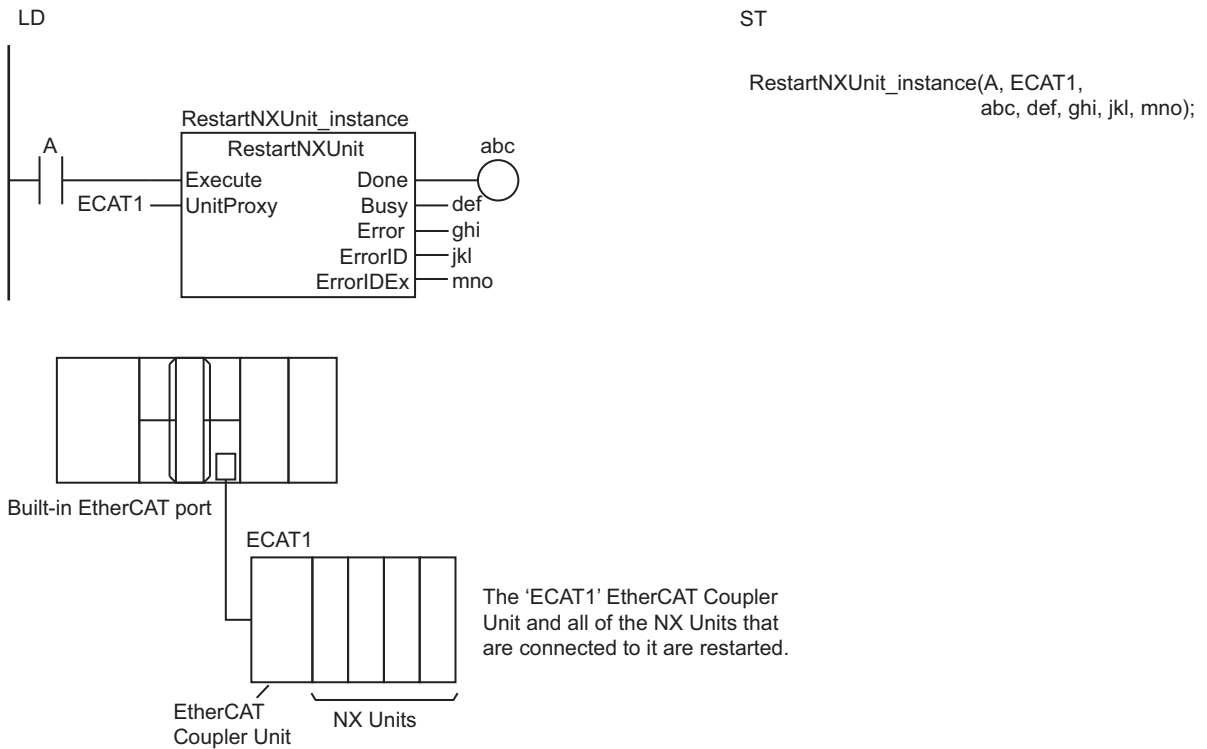 LD
ST
RestartNXUnit_instance(A, ECAT1,
abc, def, ghi, jkl, mno);
RestartNXUnit_instance
RestartNXUnit
A
abc
Execute
Done
ECAT1
UnitProxy
Busy
def
Error
ghi
ErrorID
jkl
ErrorIDEx
mno
Built-in EtherCAT port
ECAT1
The ‘ECAT1’ EtherCAT Coupler
Unit and all of the NX Units that
are connected to it are restarted.
EtherCAT
Coupler Unit
NX Units